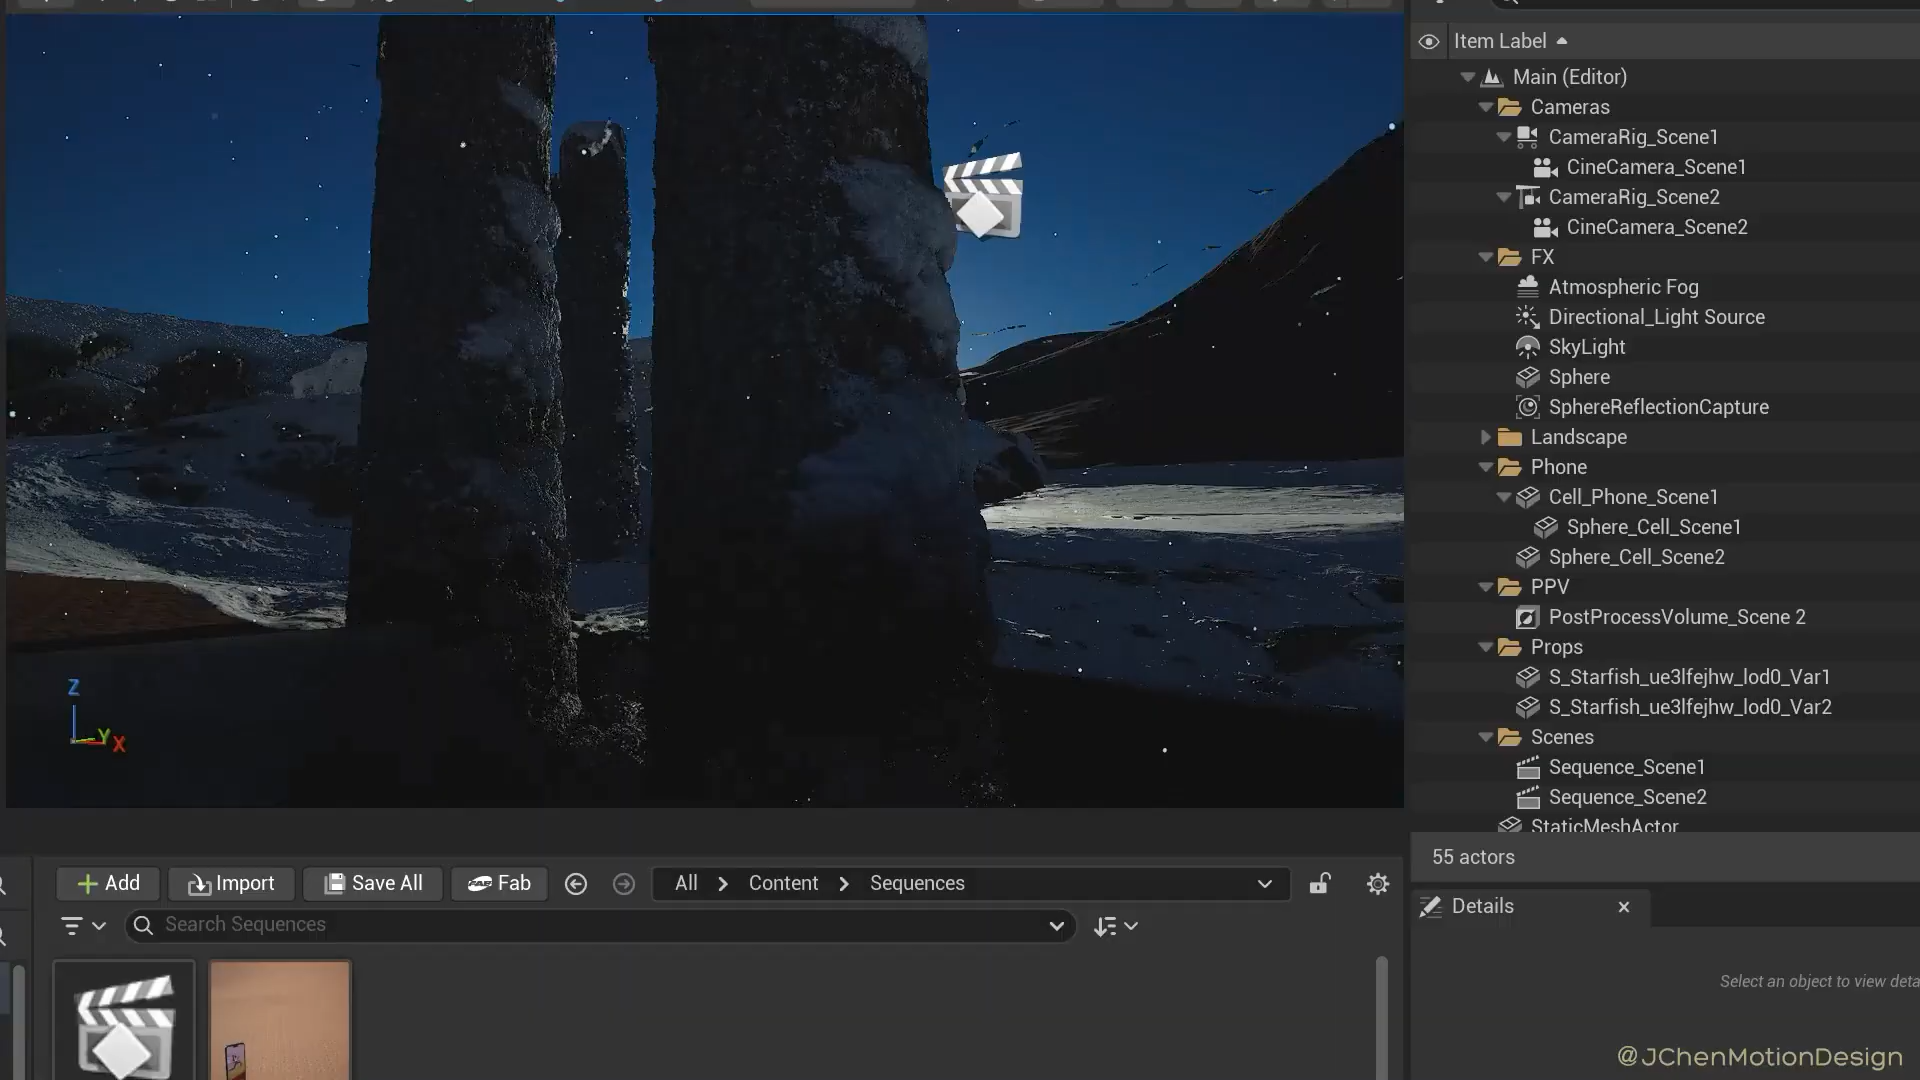 Item Label
Main (Editor)
Cameras
CameraRig_Scene1
CineCamera_Scene1
CameraRig_Scene2
CineCamera_Scene2
FX
Atmospheric Fog
Directional_Light Source
SkyLight
Sphere
SphereReflectionCapture
Landscape
Phone
Cell_Phone_Scene1
Sphere_Cell_Scene1
Sphere_Cell_Scene2
PPV
PostProcessVolume_Scene 2
Props
S_Starfish_ue3lfejhw_lod0_Var1
S_Starfish_ue3lfejhw_lod0_Var2
Scenes
Sequence_Scene1
Sequence_Scene2
StaticMeshActor
55 actors
Z
Y
X
Add Import Save All FAB Fab All Content Sequences
Search Sequences
Details
Select an object to view deta
@JChenMotionDesign